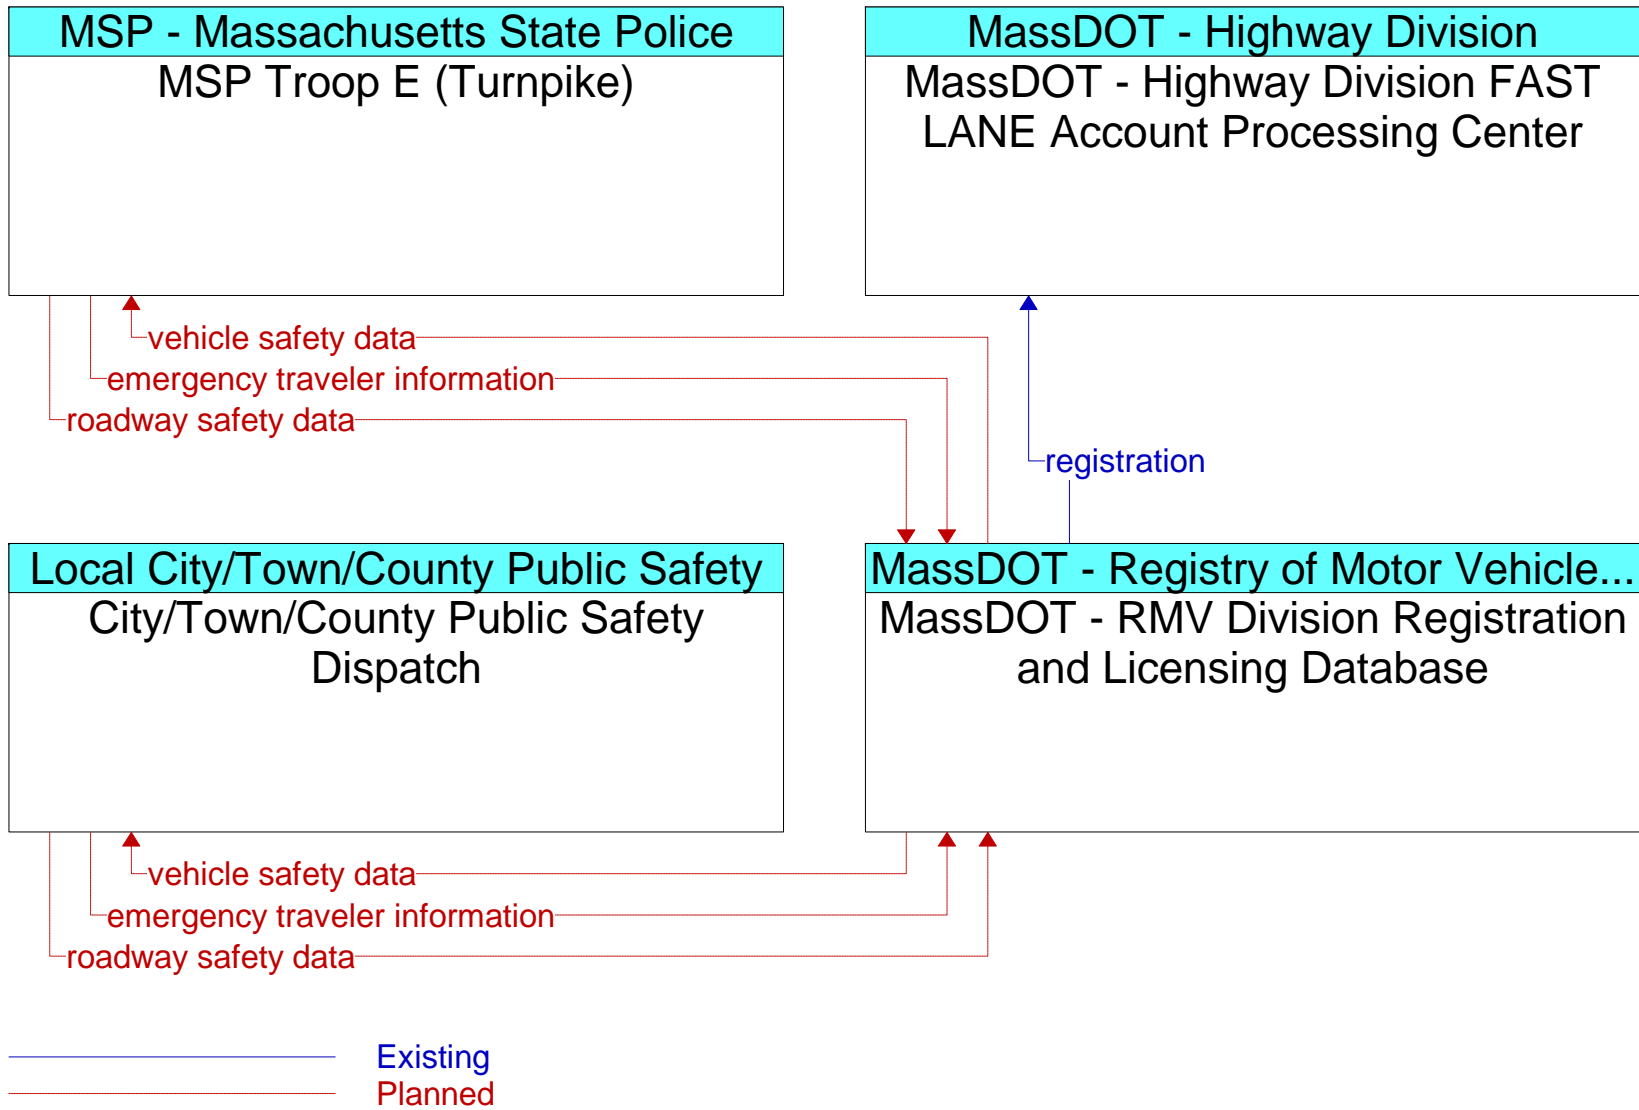 MSP - Massachusetts State Police
MSP Troop E (Turnpike)
MassDOT - Highway Division
MassDOT - Highway Division FAST
LANE Account Processing Center
vehicle safety data
emergency traveler information
roadway safety data
registration
Local City/Town/County Public Safety
City/Town/County Public Safety
Dispatch
MassDOT - Registry of Motor Vehicle...
MassDOT - RMV Division Registration
and Licensing Database
vehicle safety data
emergency traveler information
roadway safety data
Existing
Planned